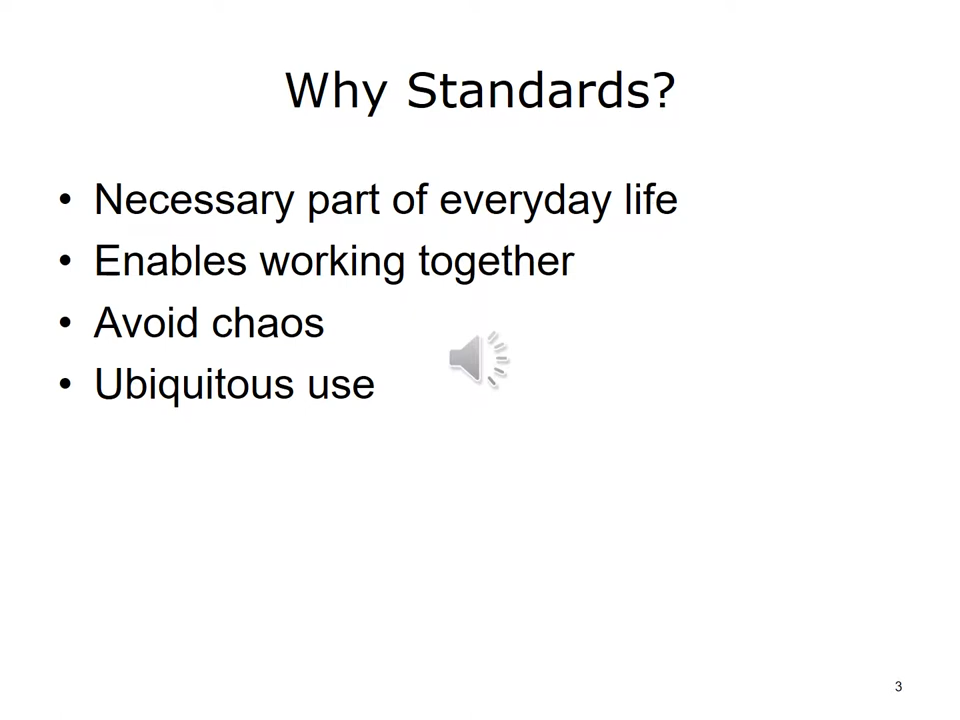 Why Standards?
• Necessary part of everyday life
• Enables working together
• Avoid chaos
• Ubiquitous use
3